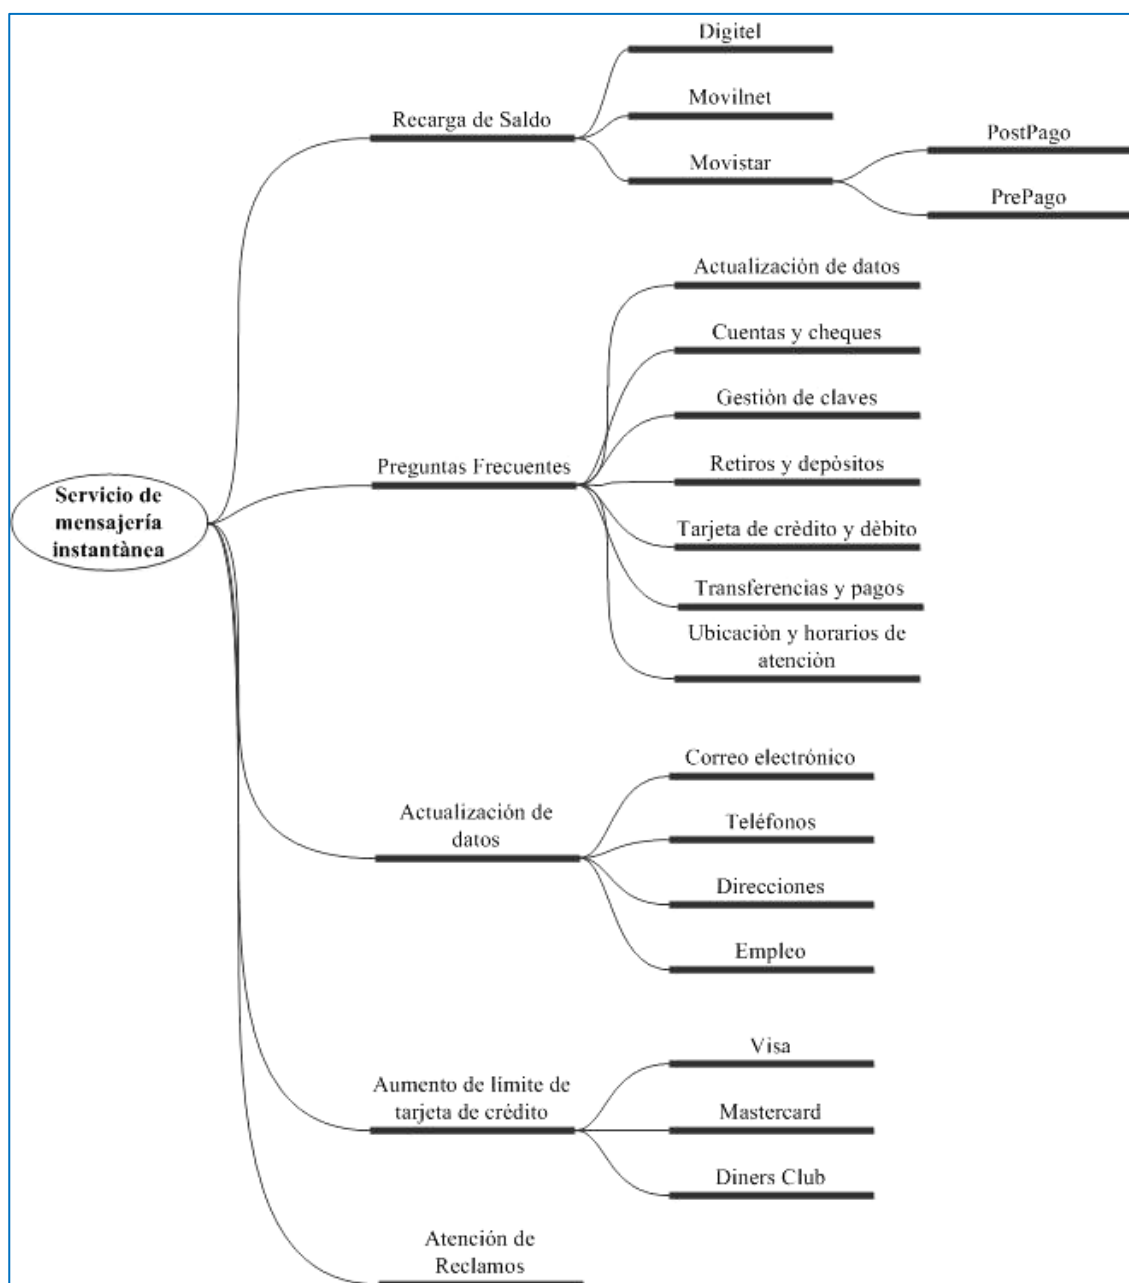 Servicio de
mensajería
instantànea
Recarga de Saldo
Digitel
Movilnet
Movistar
PostPago
PrePago
Preguntas Frecuentes
Actualización de datos
Cuentas y cheques
Gestiòn de claves
Retiros y depòsitos
Tarjeta de crèdito y dèbito
Transferencias y pagos
Ubicaciòn y horarios de
atenciòn
Actualización de
datos
Correo electrónico
Teléfonos
Direcciones
Empleo
Aumento de lìmite de
tarjeta de crèdito
Visa
Mastercard
Diners Club
Atención de
Reclamos